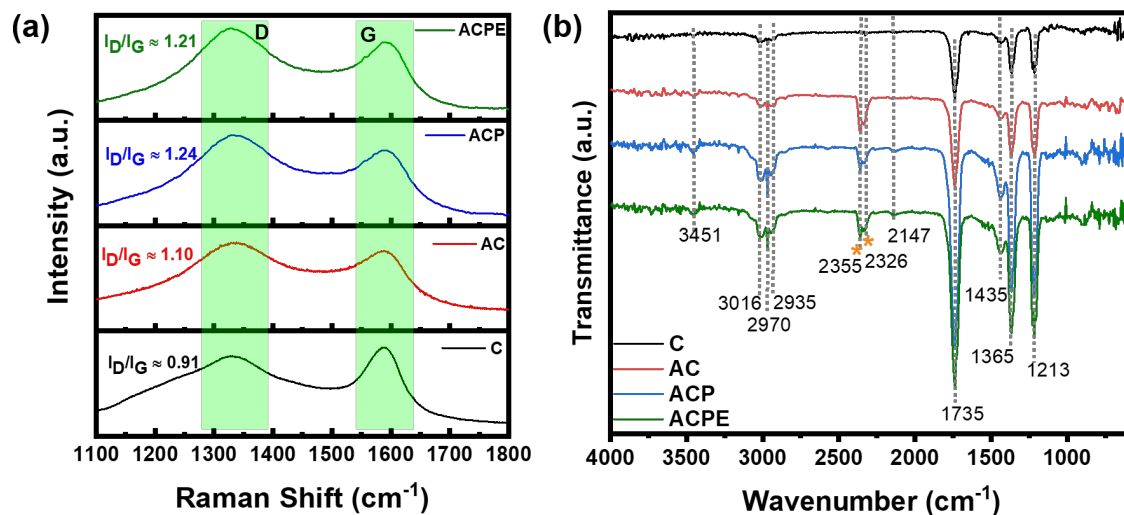 (a)
I_D/I_G ≈ 1.21
D
G
ACPE
I_D/I_G ≈ 1.24
ACP
I_D/I_G ≈ 1.10
AC
I_D/I_G ≈ 0.91
C
Intensity (a.u.)
1100 1200 1300 1400 1500 1600 1700 1800
Raman Shift (cm⁻¹)
(b)
3451
3016
2970
2935
2355
*
*
2326
2147
1735
1435
1365
1213
C
AC
ACP
ACPE
Transmittance (a.u.)
4000 3500 3000 2500 2000 1500 1000
Wavenumber (cm⁻¹)